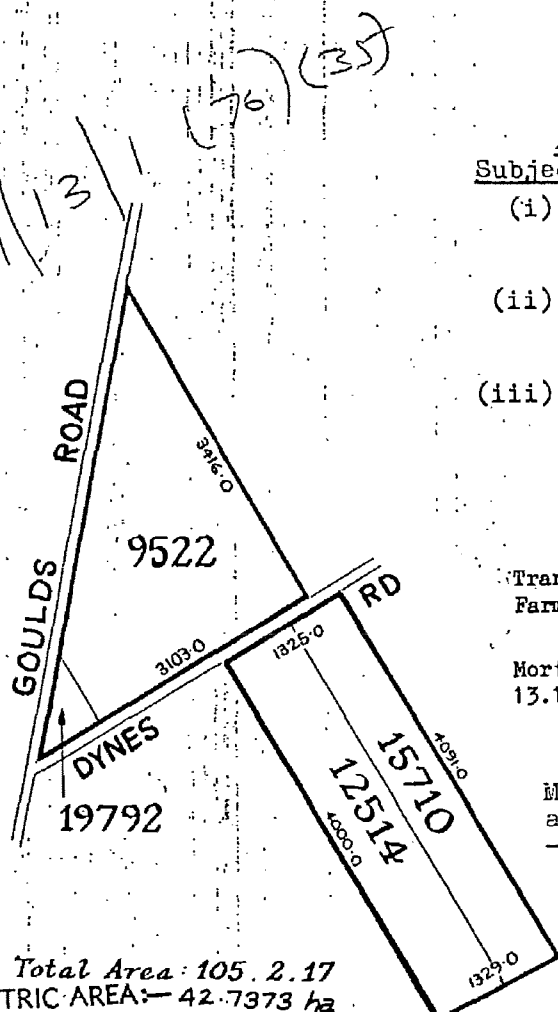 (35)
(76)
13
Subje
(i)
(ii)
(iii)
GOULDS ROAD
3416.0
9522
Tran
Farm
RD
1325.0
3103.0
DYNES
Mor
13.1
19792
15710
12514
4091.0
4000.0
M
a
1329.0
Total Area: 105.2.17
TRIC AREA:— 42.7373 ha